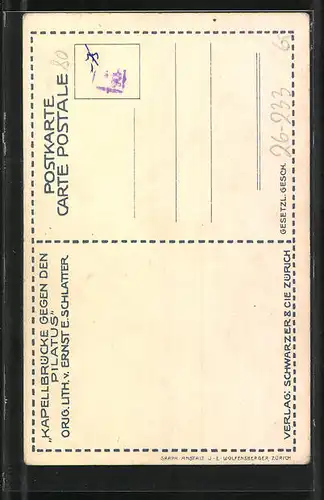 „KAPELLBRÜCKE GEGEN DEN
PILATUS“
ORIG. LITH. v. ERNST E. SCHLATTER
POSTKARTE
CARTE POSTALE
80
VERLAG: SCHWARZER & CIE ZÜRICH
GESETZL. GESCH.
26-233
GRAPH. ANSTALT J. E. WOLFENSBERGER, ZÜRICH